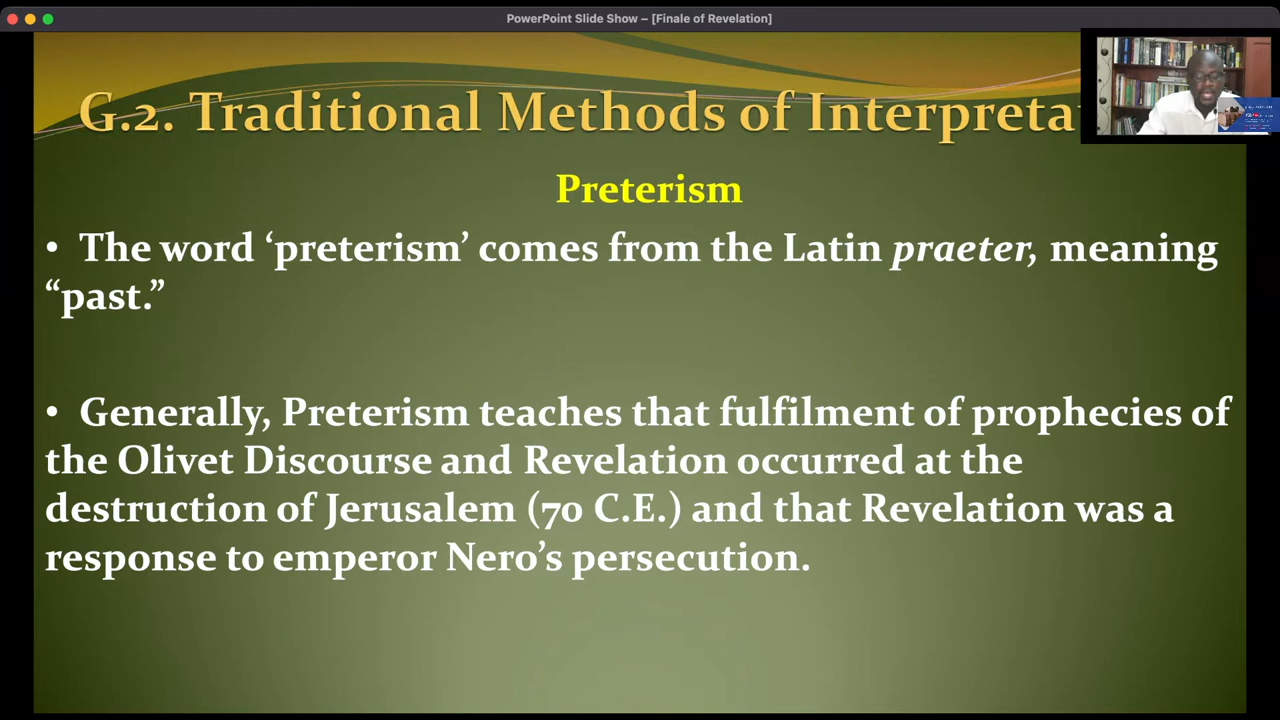 PowerPoint Slide Show – [Finale of Revelation]
G.2. Traditional Methods of Interpreta
Preterism
• The word ‘preterism’ comes from the Latin praeter, meaning
“past.”
• Generally, Preterism teaches that fulfilment of prophecies of
the Olivet Discourse and Revelation occurred at the
destruction of Jerusalem (70 C.E.) and that Revelation was a
response to emperor Nero’s persecution.